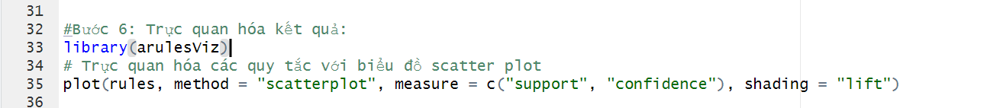 31
32 #Bước 6: Trực quan hóa kết quả:
33 library(arulesViz)
34 # Trực quan hóa các quy tắc với biểu đồ scatter plot
35 plot(rules, method = "scatterplot", measure = c("support", "confidence"), shading = "lift")
36